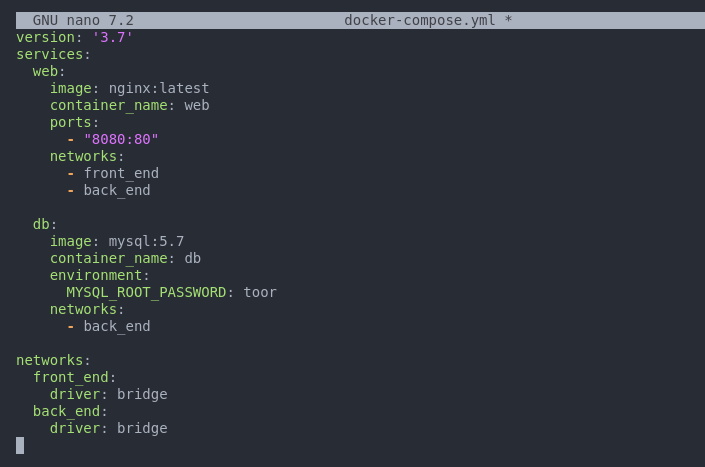 GNU nano 7.2 docker-compose.yml *
version: '3.7'
services:
  web:
    image: nginx:latest
    container_name: web
    ports:
      - "8080:80"
    networks:
      - front_end
      - back_end

  db:
    image: mysql:5.7
    container_name: db
    environment:
      MYSQL_ROOT_PASSWORD: toor
    networks:
      - back_end

networks:
  front_end:
    driver: bridge
  back_end:
    driver: bridge